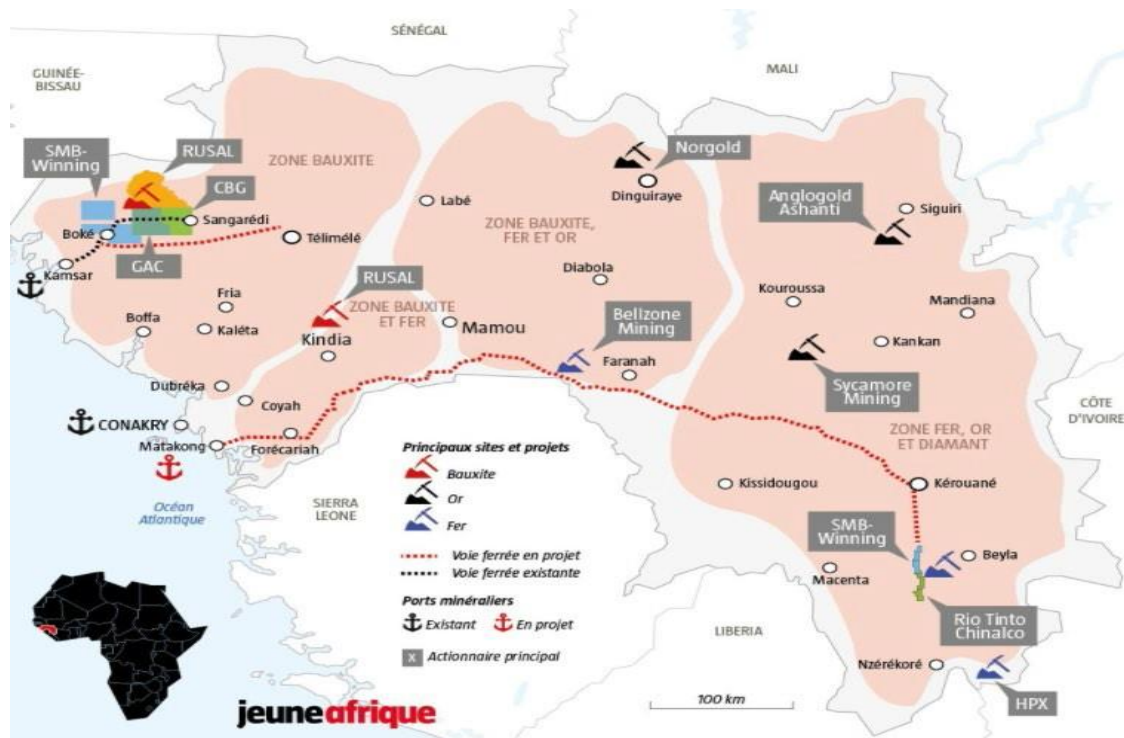 SÉNÉGAL
GUINÉE-
BISSAU
MALI
SMB-
Winning
RUSAL
ZONE BAUXITE
CBG
Norgold
Dinguiraye
Sangarédi
Boké
Labé
Anglogold
Ashanti
Siguiri
ZONE BAUXITE,
FER ET OR
Télimélé
GAC
Kamsar
RUSAL
Diabola
Kouroussa
Mandiana
Fria
ZONE BAUXITE
ET FER
Boffa
Kaléta
Kindia
Mamou
Bellzone
Mining
Kankan
Faranah
Sycamore
Mining
Dubréka
Coyah
CÔTE
D'IVOIRE
CONAKRY
Matakong
Forécariah
ZONE FER, OR
ET DIAMANT
Principaux sites et projets
Bauxite
Or
Fer
Kissidougou
Kérouané
Océan
Atlantique
SIERRA
LEONE
SMB-
Winning
Beyla
Macenta
Voie ferrée en projet
Voie ferrée existante
Ports minéraliers
Existant En projet
X Actionnaire principal
Rio Tinto
Chinalco
LIBERIA
Nzérékoré
HPX
100 km
jeuneafrique